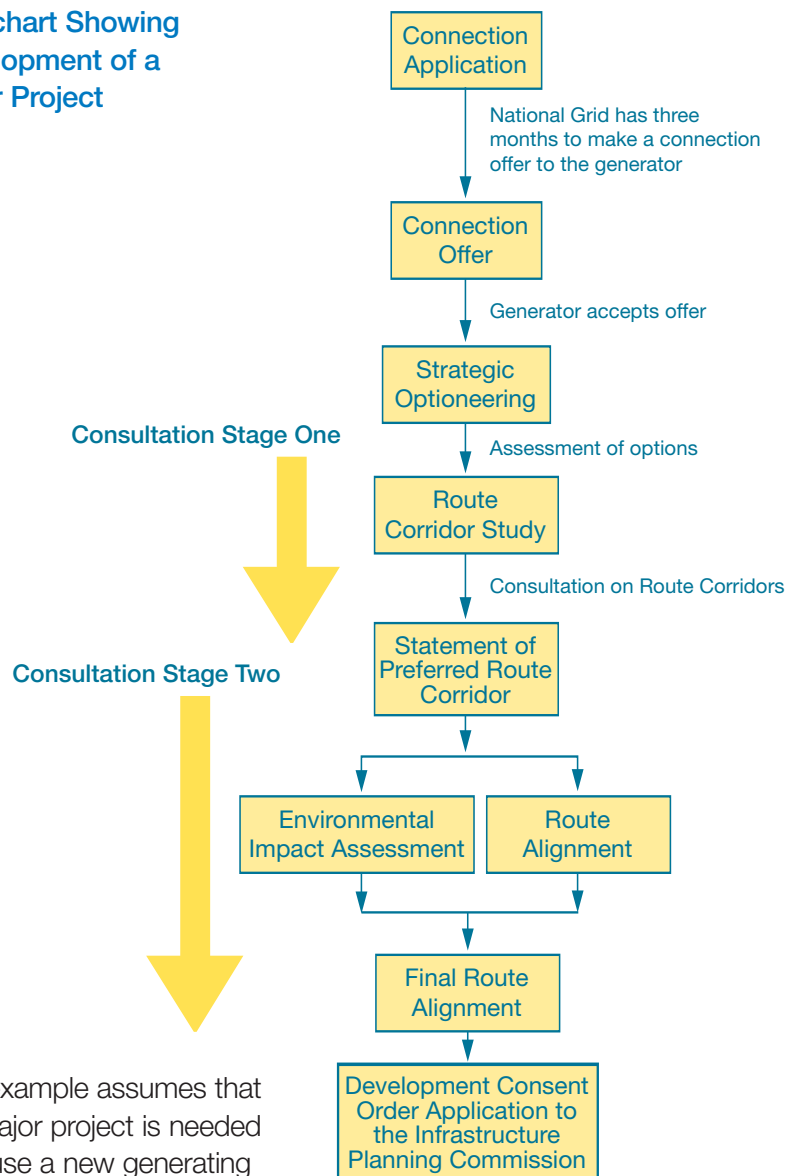 chart Showing
opment of a
Project
Connection
Application
National Grid has three
months to make a connection
offer to the generator
Connection
Offer
Generator accepts offer
Strategic
Optioneering
Consultation Stage One
Assessment of options
Route
Corridor Study
Consultation on Route Corridors
Statement of
Preferred Route
Corridor
Consultation Stage Two
Environmental
Impact Assessment
Route
Alignment
Final Route
Alignment
xample assumes that
ajor project is needed
use a new generating
Development Consent
Order Application to
the Infrastructure
Planning Commission